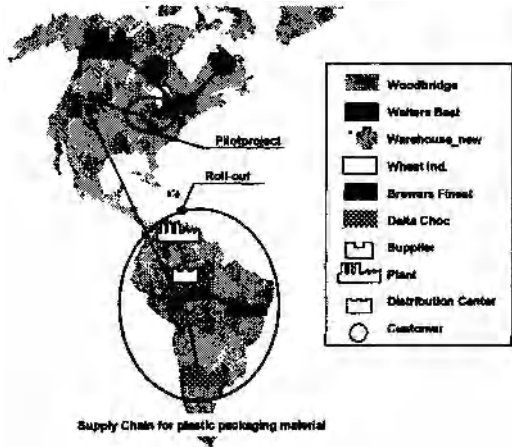 Pilotproject
Roll-out
Woodbridge
Walters Best
Warehouse_new
Wheat Ind.
Brewers Finest
Delta Choc
Supplier
Plant
Distribution Center
Customer
Supply Chain for plastic packaging material